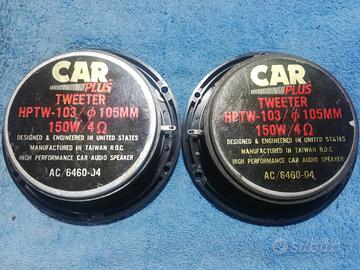 CAR
PLUS
TWEETER
HPTW-103/ϕ105MM
150W/4Ω
DESIGNED & ENGINEERED IN UNITED STATES
MANUFACTURED IN TAIWAN R.O.C.
HIGH PERFORMANCE CAR AUDIO SPEAKER
AC/6460-04
CAR
PLUS
TWEETER
HPTW-103/ϕ105MM
150W/4Ω
DESIGNED & ENGINEERED IN UNITED STATES
MANUFACTURED IN TAIWAN R.O.C.
HIGH PERFORMANCE CAR AUDIO SPEAKER
AC/6460-04
subito